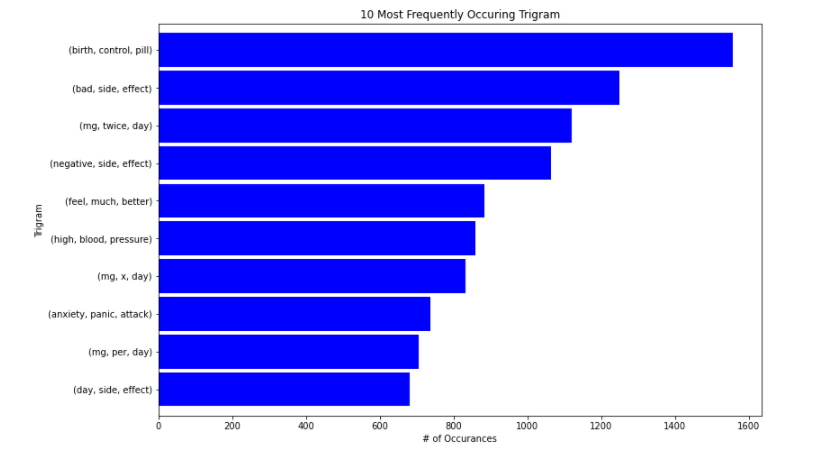 10 Most Frequently Occuring Trigram
(birth, control, pill)
(bad, side, effect)
(mg, twice, day)
(negative, side, effect)
(feel, much, better)
(high, blood, pressure)
(mg, x, day)
(anxiety, panic, attack)
(mg, per, day)
(day, side, effect)
Trigram
0 200 400 600 800 1000 1200 1400 1600
# of Occurances